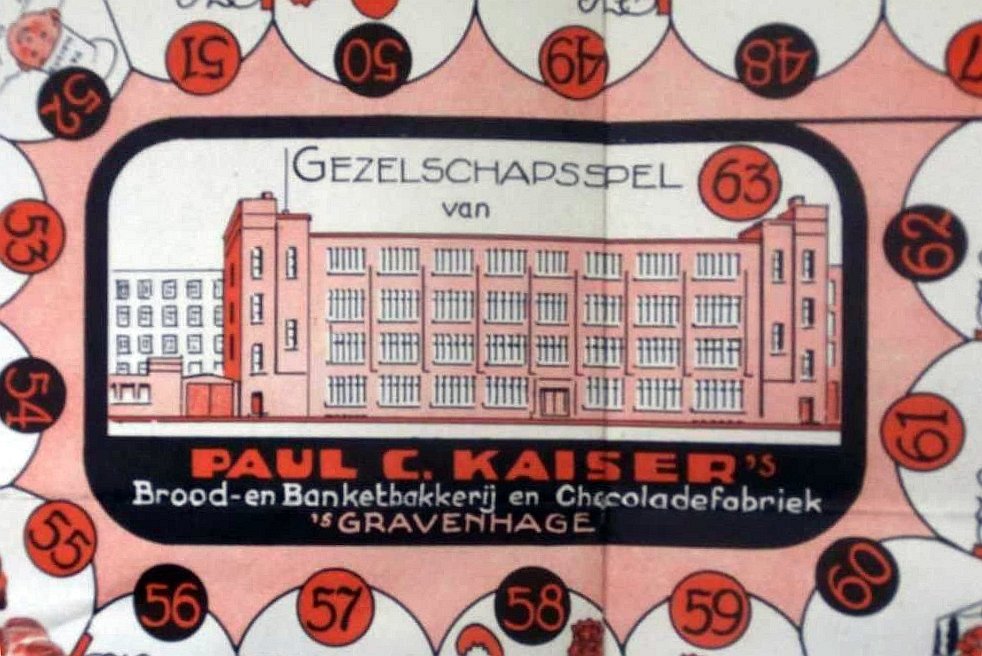 51 50 49 48 7
52
GEZELSCHAPSSPEL 63
van
53 62
54 61
PAUL C. KAISER'S
Brood-en Banketbakkerij en Chocoladefabriek
'S GRAVENHAGE
55 60
56 57 58 59